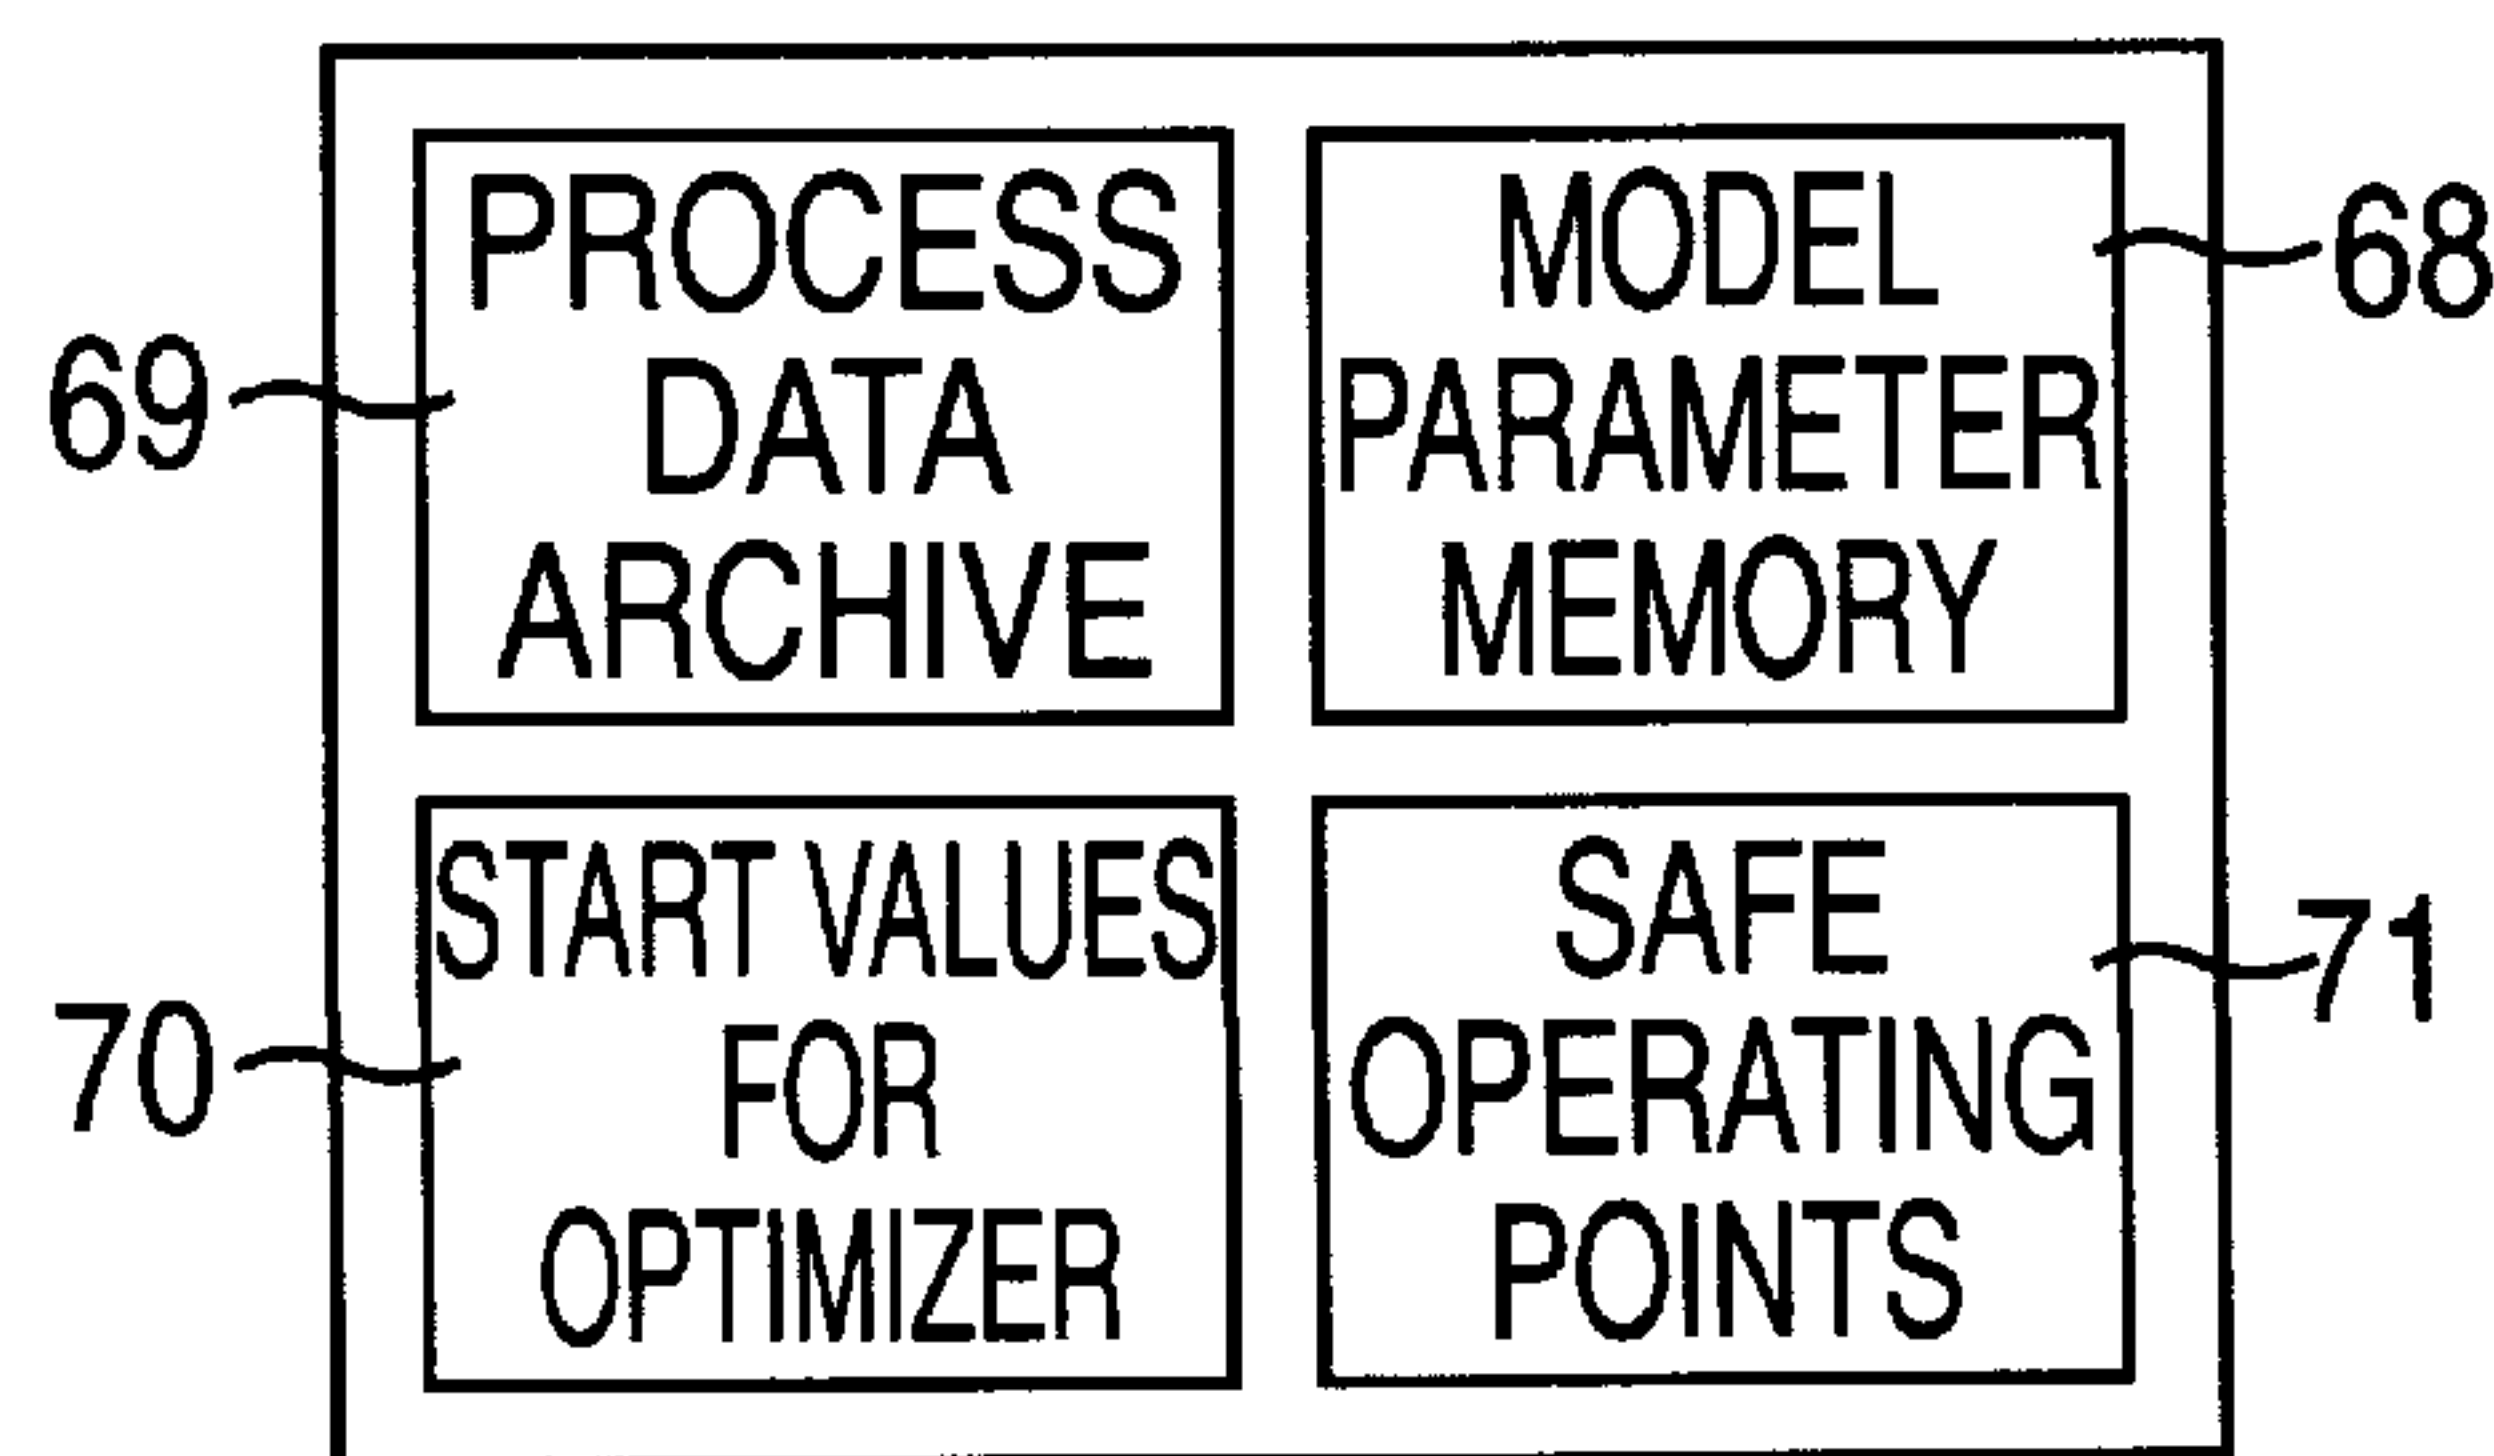 PROCESS
DATA
ARCHIVE
69
MODEL
PARAMETER
MEMORY
68
START VALUES
FOR
OPTIMIZER
70
SAFE
OPERATING
POINTS
71